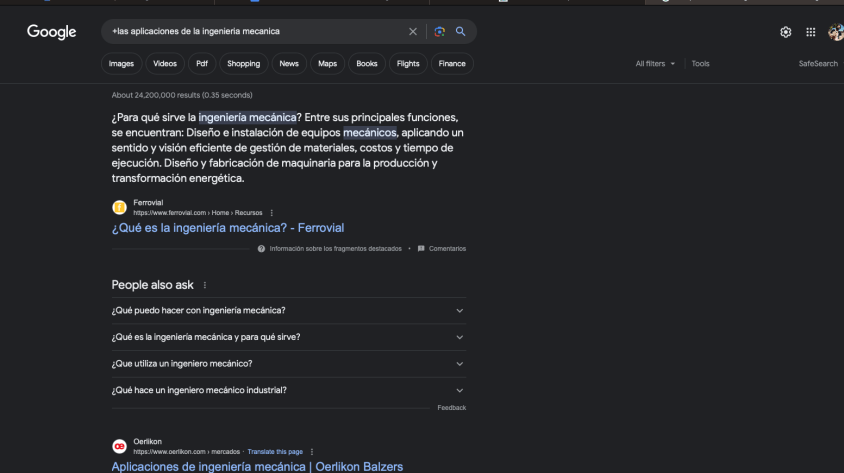 Google
+las aplicaciones de la ingenieria mecanica
Images Videos Pdf Shopping News Maps Books Flights Finance All filters Tools SafeSearch
About 24,200,000 results (0.35 seconds)
¿Para qué sirve la ingeniería mecánica? Entre sus principales funciones,
se encuentran: Diseño e instalación de equipos mecánicos, aplicando un
sentido y visión eficiente de gestión de materiales, costos y tiempo de
ejecución. Diseño y fabricación de maquinaria para la producción y
transformación energética.
Ferrovial
https://www.ferrovial.com › Home › Recursos
¿Qué es la ingeniería mecánica? - Ferrovial
Información sobre los fragmentos destacados • Comentarios
People also ask
¿Qué puedo hacer con ingeniería mecánica?
¿Qué es la ingeniería mecánica y para qué sirve?
¿Que utiliza un ingeniero mecánico?
¿Qué hace un ingeniero mecánico industrial?
Feedback
Oerlikon
https://www.oerlikon.com › mercados · Translate this page
Aplicaciones de ingeniería mecánica | Oerlikon Balzers